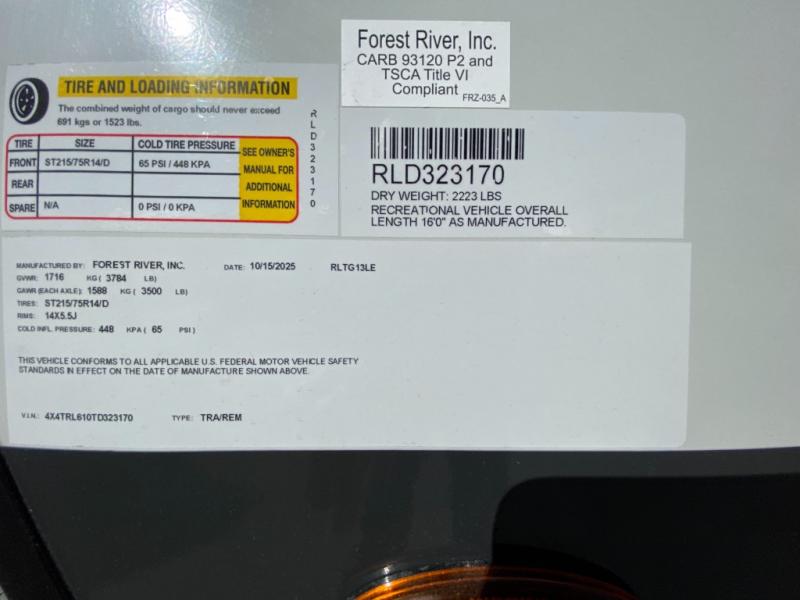 Forest River, Inc.
CARB 93120 P2 and
TSCA Title VI
Compliant
FRZ-035_A
TIRE AND LOADING INFORMATION
The combined weight of cargo should never exceed
691 kgs or 1523 lbs.
TIRE SIZE COLD TIRE PRESSURE
FRONT ST215/75R14/D 65 PSI / 448 KPA
REAR
SPARE N/A 0 PSI / 0 KPA
SEE OWNER'S
MANUAL FOR
ADDITIONAL
INFORMATION
RLD323170
RLD323170
DRY WEIGHT: 2223 LBS
RECREATIONAL VEHICLE OVERALL
LENGTH 16'0" AS MANUFACTURED.
MANUFACTURED BY: FOREST RIVER, INC. DATE: 10/15/2025 RLTG13LE
GVWR: 1716 KG ( 3784 LB)
GAWR (EACH AXLE): 1588 KG ( 3500 LB)
TIRES: ST215/75R14/D
RIMS: 14X5.5J
COLD INFL. PRESSURE: 448 KPA ( 65 PSI )
THIS VEHICLE CONFORMS TO ALL APPLICABLE U.S. FEDERAL MOTOR VEHICLE SAFETY
STANDARDS IN EFFECT ON THE DATE OF MANUFACTURE SHOWN ABOVE.
V.I.N.: 4X4TRL610TD323170 TYPE: TRA/REM